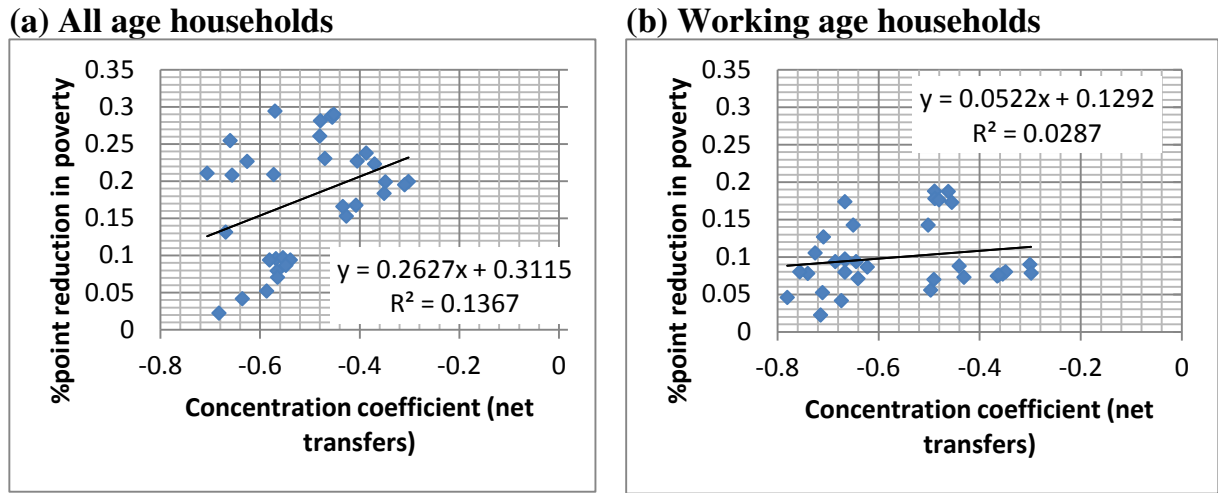 (a) All age households
%point reduction in poverty
0.35
0.3
0.25
0.2
0.15
0.1
0.05
0
y = 0.2627x + 0.3115
R² = 0.1367
-0.8 -0.6 -0.4 -0.2 0
Concentration coefficient (net
transfers)
(b) Working age households
%point reduction in poverty
0.35
0.3
0.25
0.2
0.15
0.1
0.05
0
y = 0.0522x + 0.1292
R² = 0.0287
-0.8 -0.6 -0.4 -0.2 0
Concentration coefficient (net
transfers)